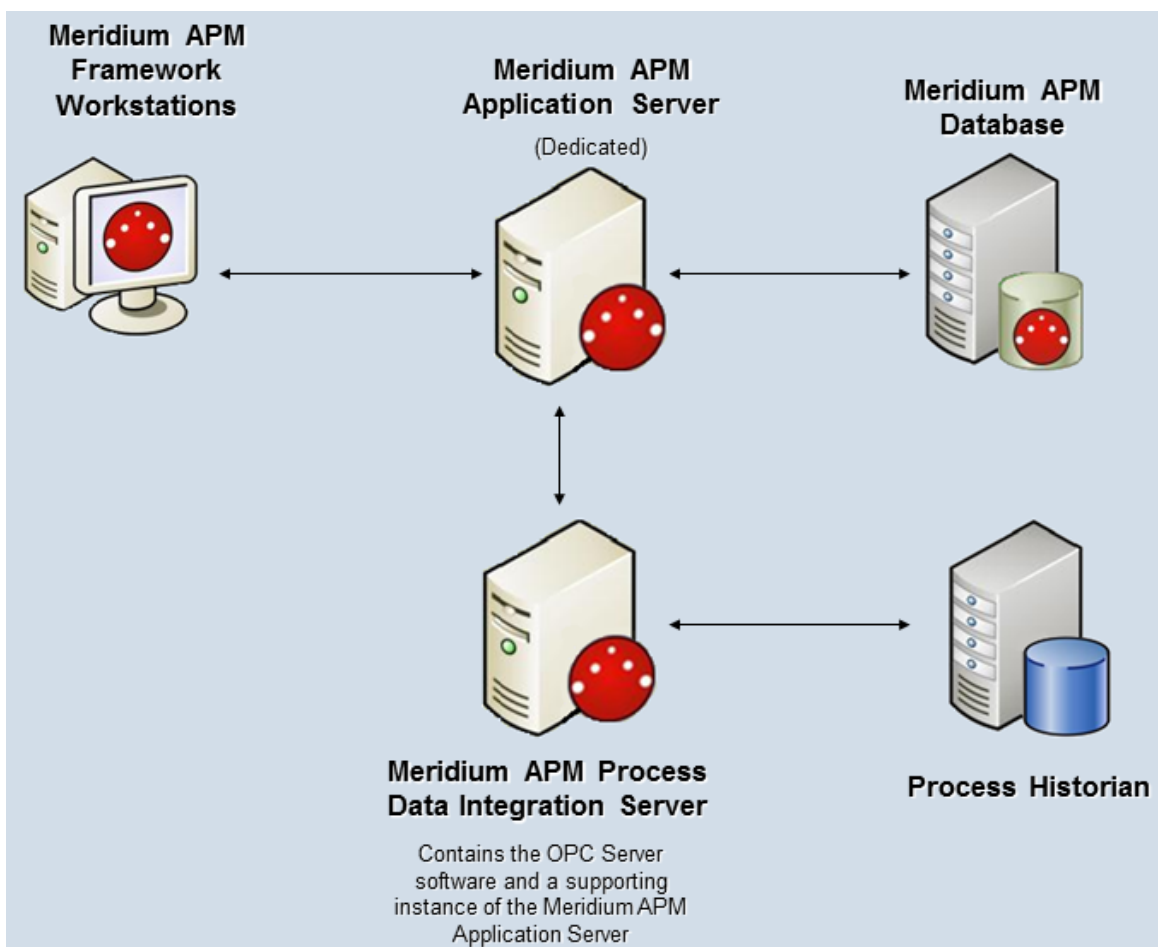 Meridium APM
Framework
Workstations
Meridium APM
Application Server
(Dedicated)
Meridium APM
Database
Meridium APM Process
Data Integration Server
Contains the OPC Server
software and a supporting
instance of the Meridium APM
Application Server
Process Historian